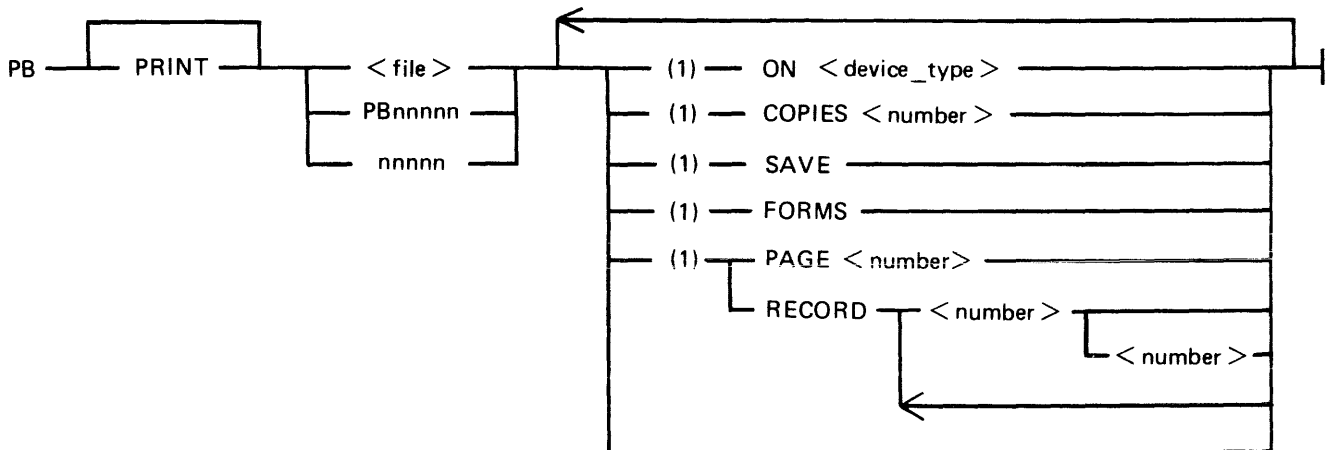 PB PRINT <file> (1) ON <device_type>
PBnnnnn (1) COPIES <number>
nnnnn (1) SAVE
(1) FORMS
(1) PAGE <number>
RECORD <number>
<number>